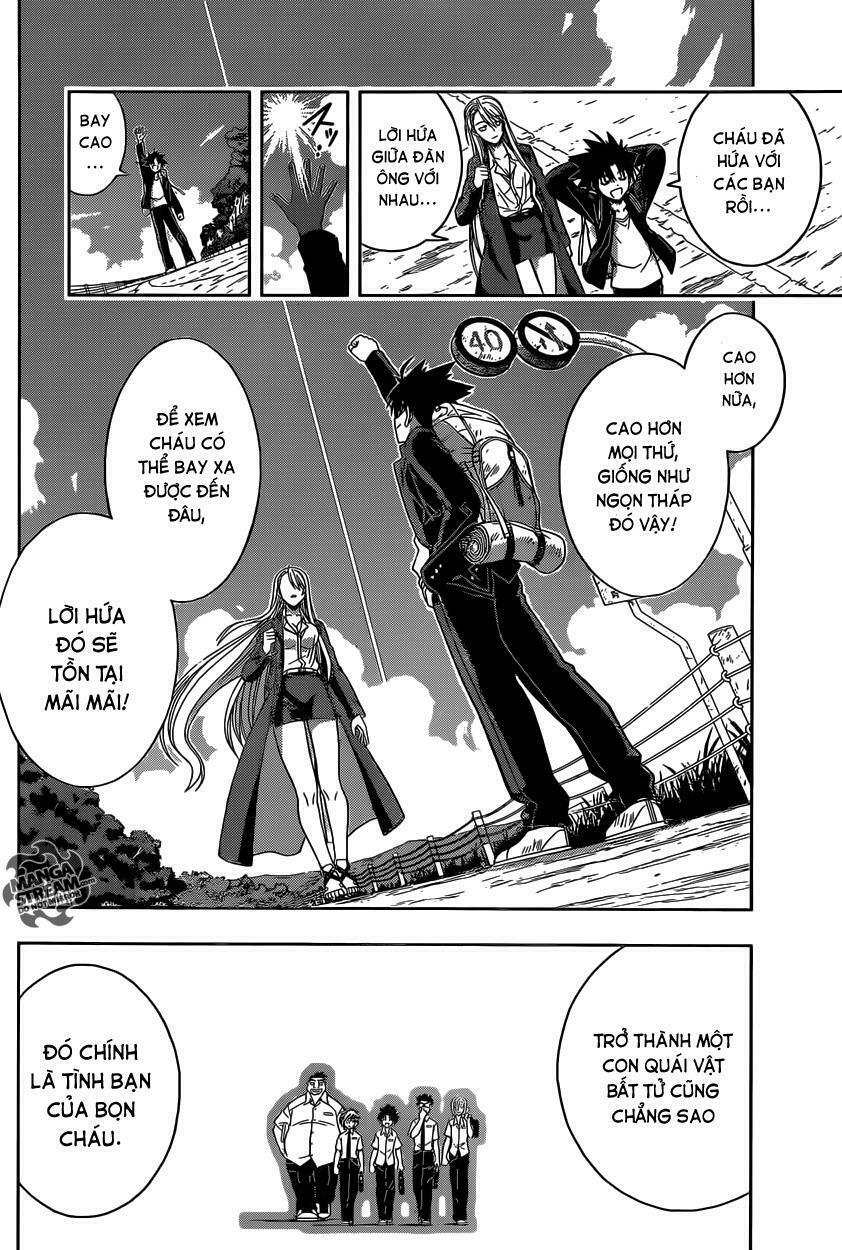 CHÁU ĐÃ
HỨA VỚI
CÁC BẠN
RỒI...
LỜI HỨA
GIỮA ĐÀN
ÔNG VỚI
NHAU...
BAY
CAO
...
CAO
HƠN
NỮA,
CAO HƠN
MỌI THỨ,
GIỐNG NHƯ
NGỌN THÁP
ĐÓ VẬY!
40
ĐỂ XEM
CHÁU CÓ
THỂ BAY XA
ĐƯỢC ĐẾN
ĐÂU,
LỜI HỨA
ĐÓ SẼ
TỒN TẠI
MÃI MÃI!
MANGA
STREAM.com
TRỞ THÀNH MỘT
CON QUÁI VẬT
BẤT TỬ CŨNG
CHẲNG SAO
ĐÓ CHÍNH
LÀ TÌNH BẠN
CỦA BỌN
CHÁU.